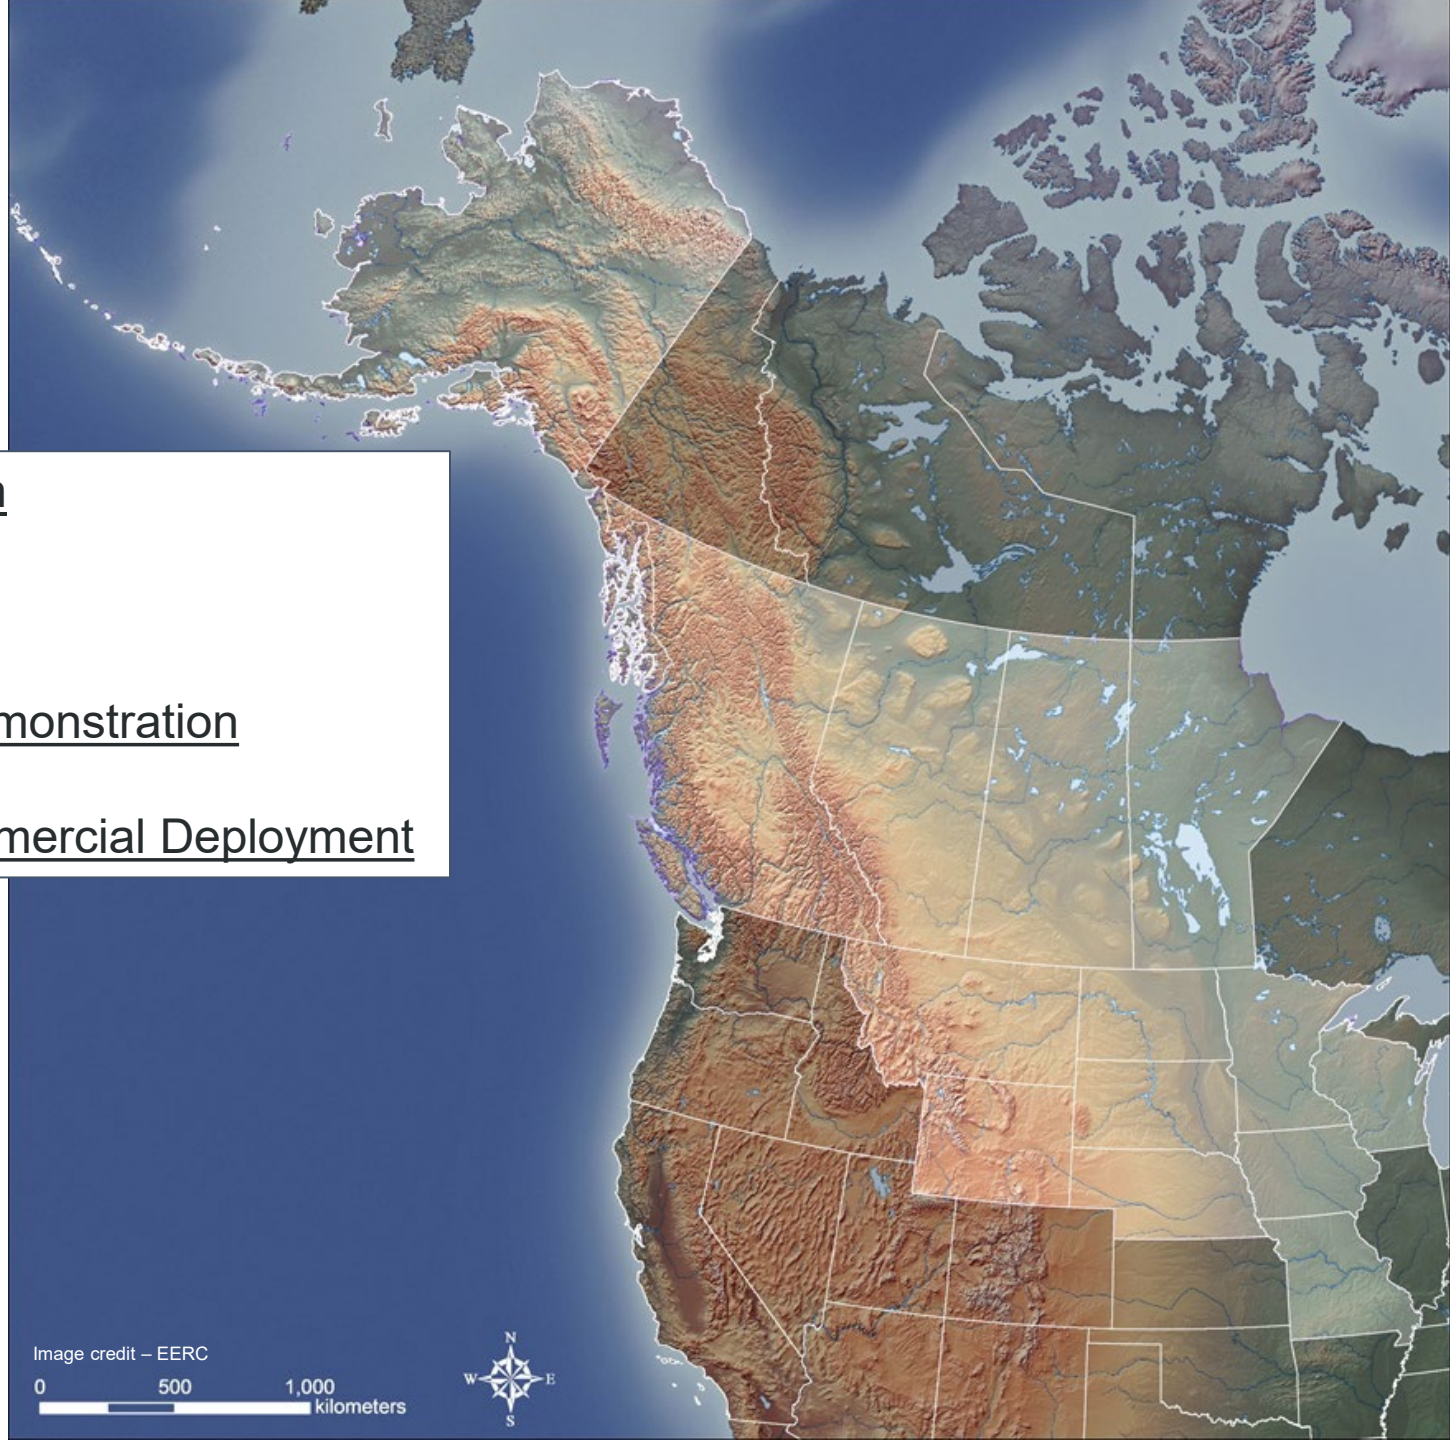 n
monstration
mercial Deployment
Image credit – EERC
N
W E
S
0 500 1,000
kilometers